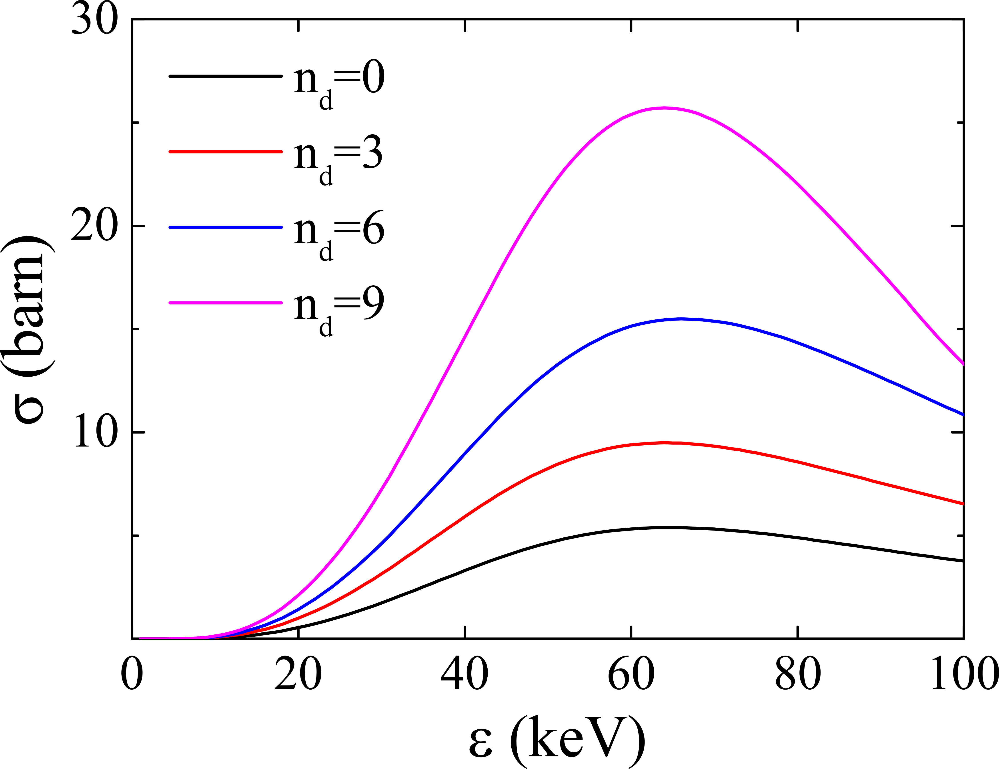 30
20
10
σ (barn)
n_d=0
n_d=3
n_d=6
n_d=9
0 20 40 60 80 100
ε (keV)